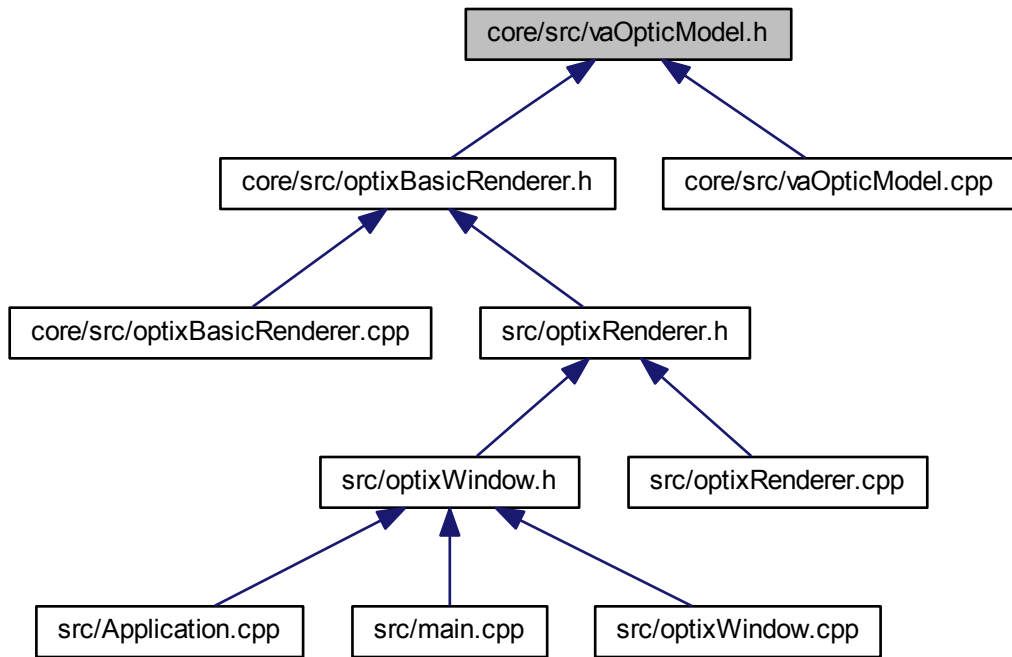 core/src/vaOpticModel.h
core/src/optixBasicRenderer.h
core/src/vaOpticModel.cpp
core/src/optixBasicRenderer.cpp
src/optixRenderer.h
src/optixWindow.h
src/optixRenderer.cpp
src/Application.cpp
src/main.cpp
src/optixWindow.cpp